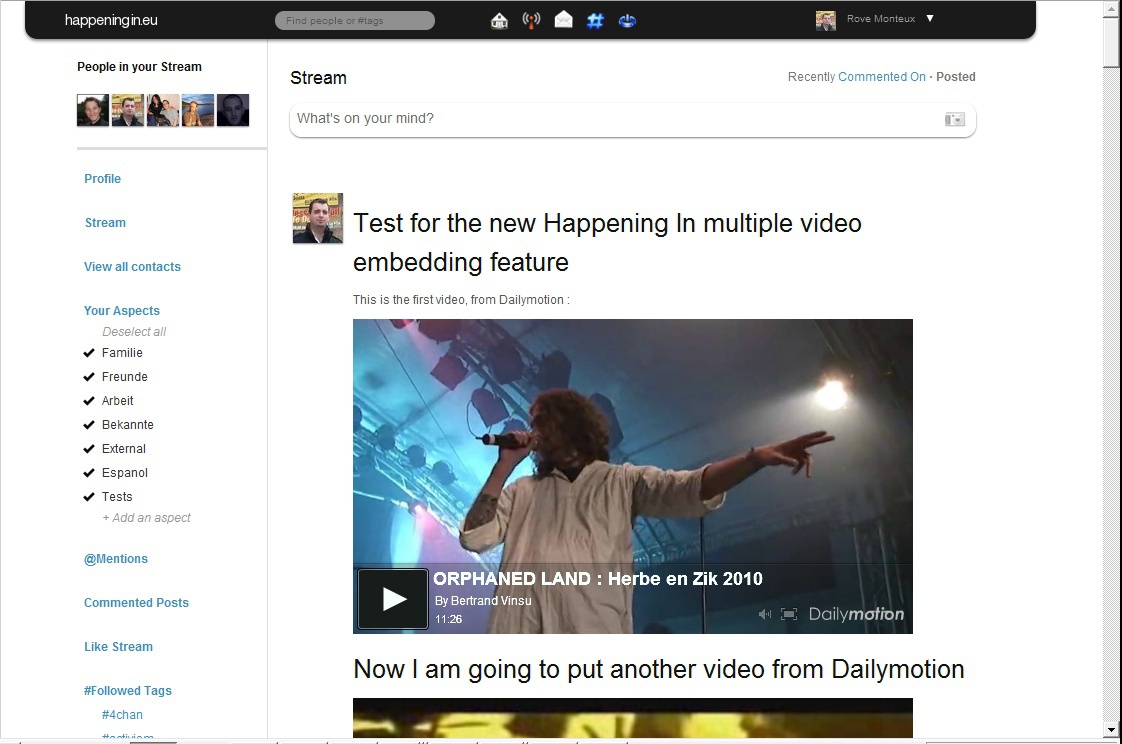 happeningin.eu
Find people or #tags
Rove Monteux ▼
People in your Stream
Profile
Stream
View all contacts
Your Aspects
Deselect all
Familie
Freunde
Arbeit
Bekannte
External
Espanol
Tests
+ Add an aspect
@Mentions
Commented Posts
Like Stream
#Followed Tags
#4chan
Stream
Recently Commented On · Posted
What's on your mind?
Test for the new Happening In multiple video
embedding feature
This is the first video, from Dailymotion :
ORPHANED LAND : Herbe en Zik 2010
By Bertrand Vinsu
11:26
Dailymotion
Now I am going to put another video from Dailymotion